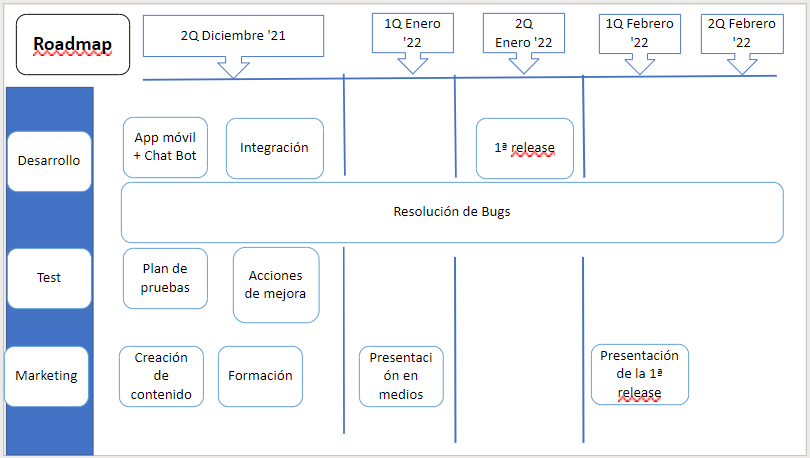 Roadmap
2Q Diciembre '21
1Q Enero
'22
2Q
Enero '22
1Q Febrero
'22
2Q Febrero
'22
Desarrollo
App móvil
+ Chat Bot
Integración
1ª release
Resolución de Bugs
Test
Plan de
pruebas
Acciones
de mejora
Marketing
Creación
de
contenido
Formación
Presentaci
ón en
medios
Presentación
de la 1ª
release